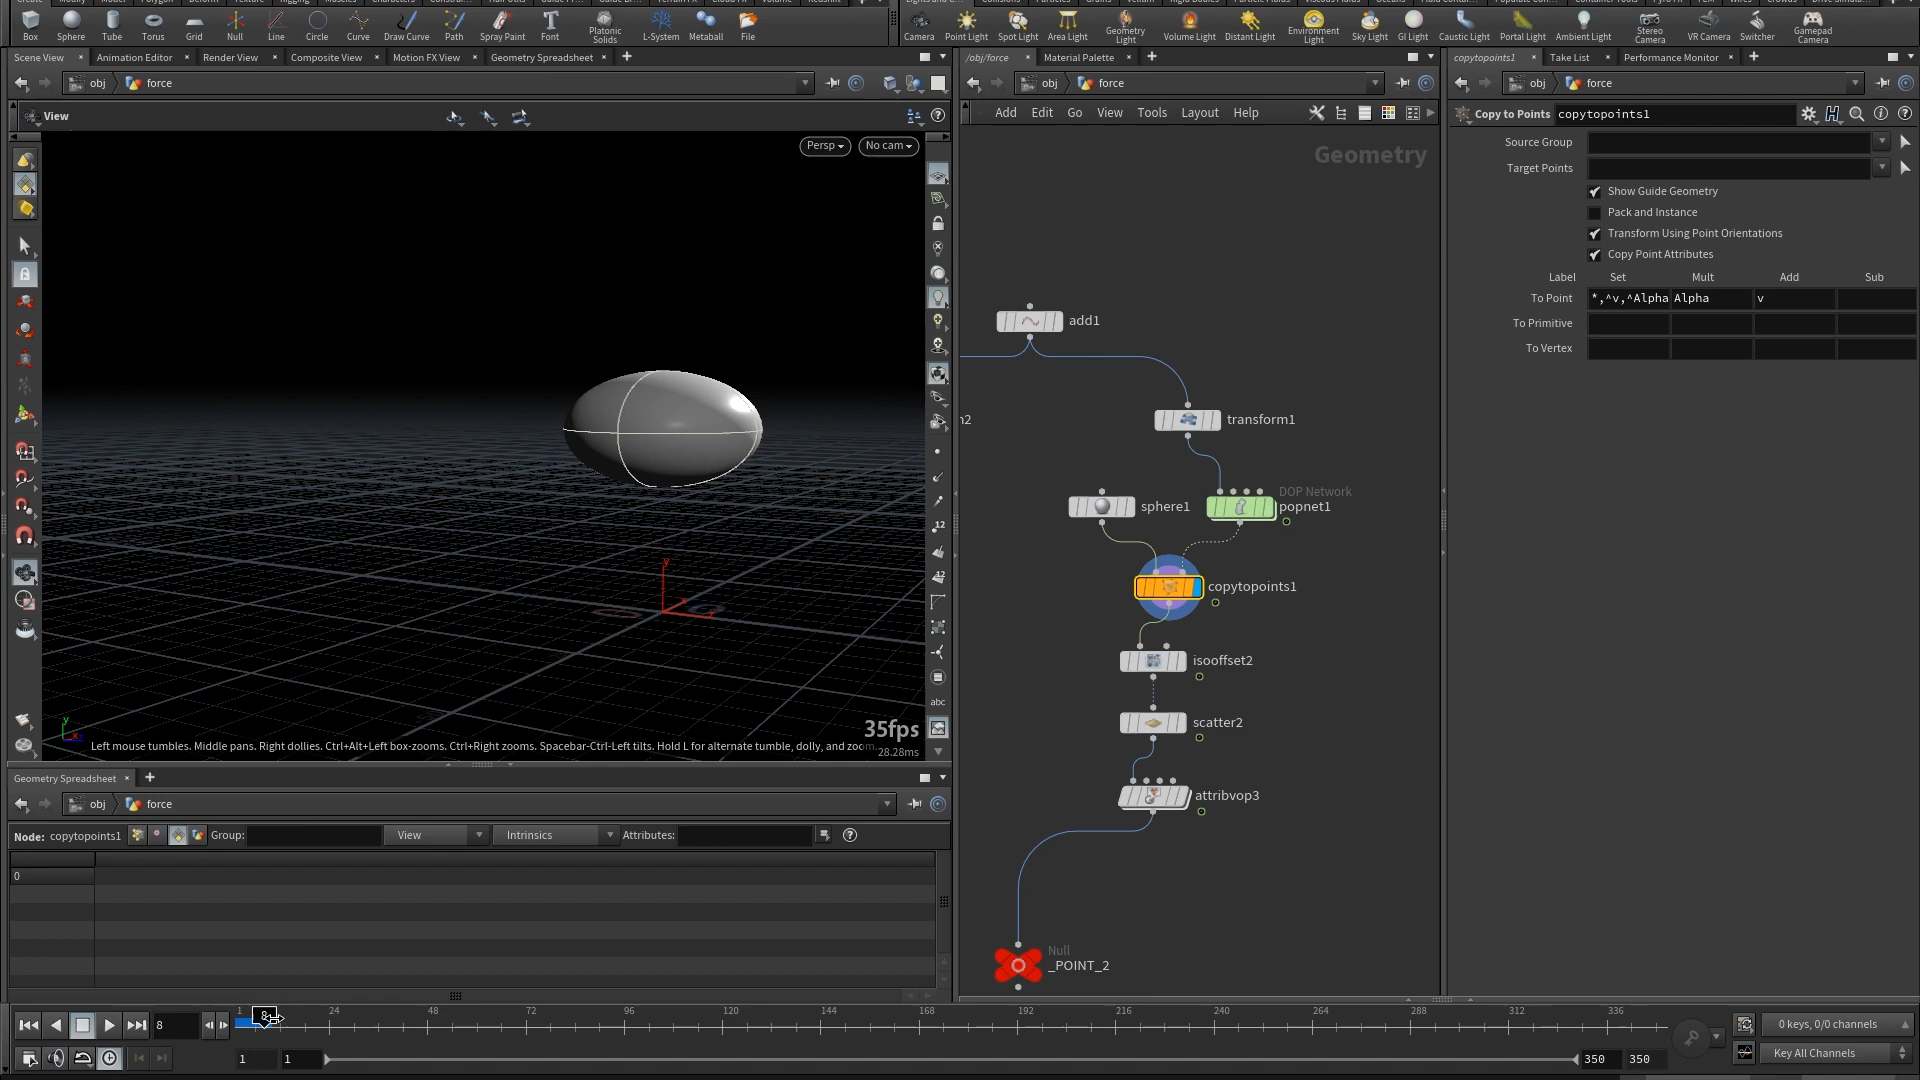 Box
Sphere
Tube
Torus
Grid
Null
Line
Circle
Curve
Draw Curve
Path
Spray Paint
Font
Platonic
Solids
L-System
Metaball
File
Camera
Point Light
Spot Light
Area Light
Geometry
Light
Volume Light
Distant Light
Environment
Light
Sky Light
GI Light
Caustic Light
Portal Light
Ambient Light
Stereo
Camera
VR Camera
Switcher
Gamepad
Camera
Scene View
Animation Editor
Render View
Composite View
Motion FX View
Geometry Spreadsheet
/obj/force
Material Palette
copytopoints1
Take List
Performance Monitor
obj
force
obj
force
obj
force
View
Persp
No cam
35fps
28.28ms
Left mouse tumbles. Middle pans. Right dollies. Ctrl+Alt+Left box-zooms. Ctrl+Right zooms. Spacebar-Ctrl-Left tilts. Hold L for alternate tumble, dolly, and zoom.
Add
Edit
Go
View
Tools
Layout
Help
Geometry
add1
n2
transform1
sphere1
DOP Network
popnet1
copytopoints1
isooffset2
scatter2
attribvop3
Null
_POINT_2
Copy to Points
copytopoints1
Source Group
Target Points
Show Guide Geometry
Pack and Instance
Transform Using Point Orientations
Copy Point Attributes
Label
Set
Mult
Add
Sub
To Point
*,^v,^Alpha
Alpha
v
To Primitive
To Vertex
Geometry Spreadsheet
obj
force
Node: copytopoints1
Group:
View
Intrinsics
Attributes:
0
8
1
8
24
48
72
96
120
144
168
192
216
240
264
288
312
336
1
1
350
350
0 keys, 0/0 channels
Key All Channels